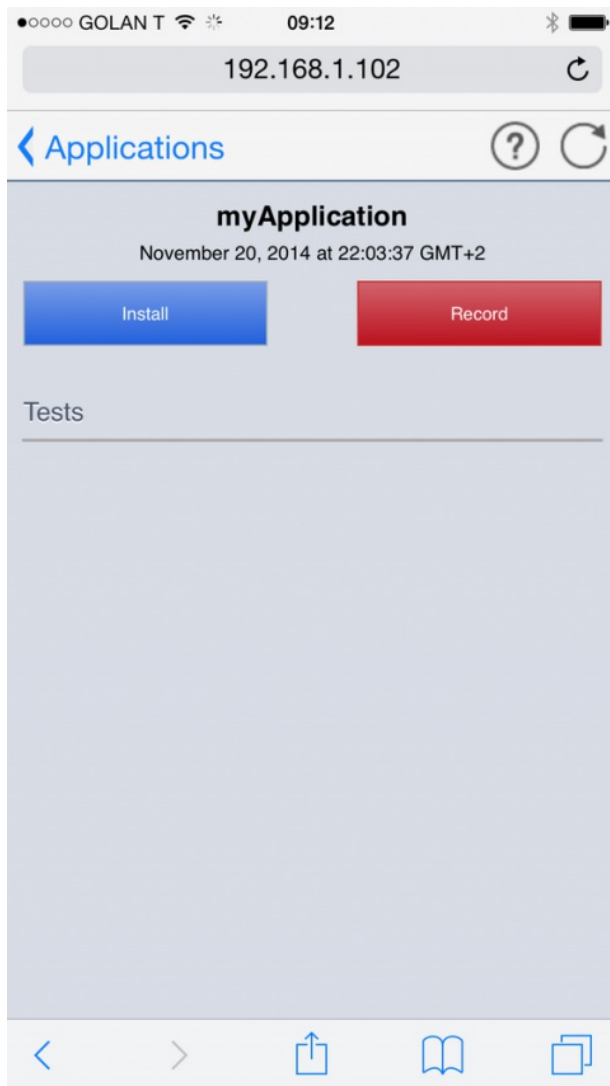 GOLAN T 09:12
192.168.1.102
Applications ?
myApplication
November 20, 2014 at 22:03:37 GMT+2
Install Record
Tests